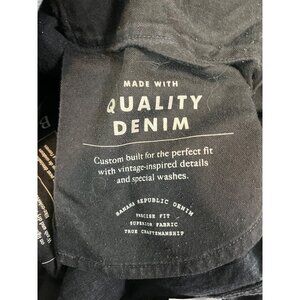 MADE WITH
QUALITY
DENIM
Custom built for the perfect fit
with vintage-inspired details
and special washes.
BANANA REPUBLIC DENIM
PRECISE FIT
SUPERIOR FABRIC
TRUE CRAFTSMANSHIP